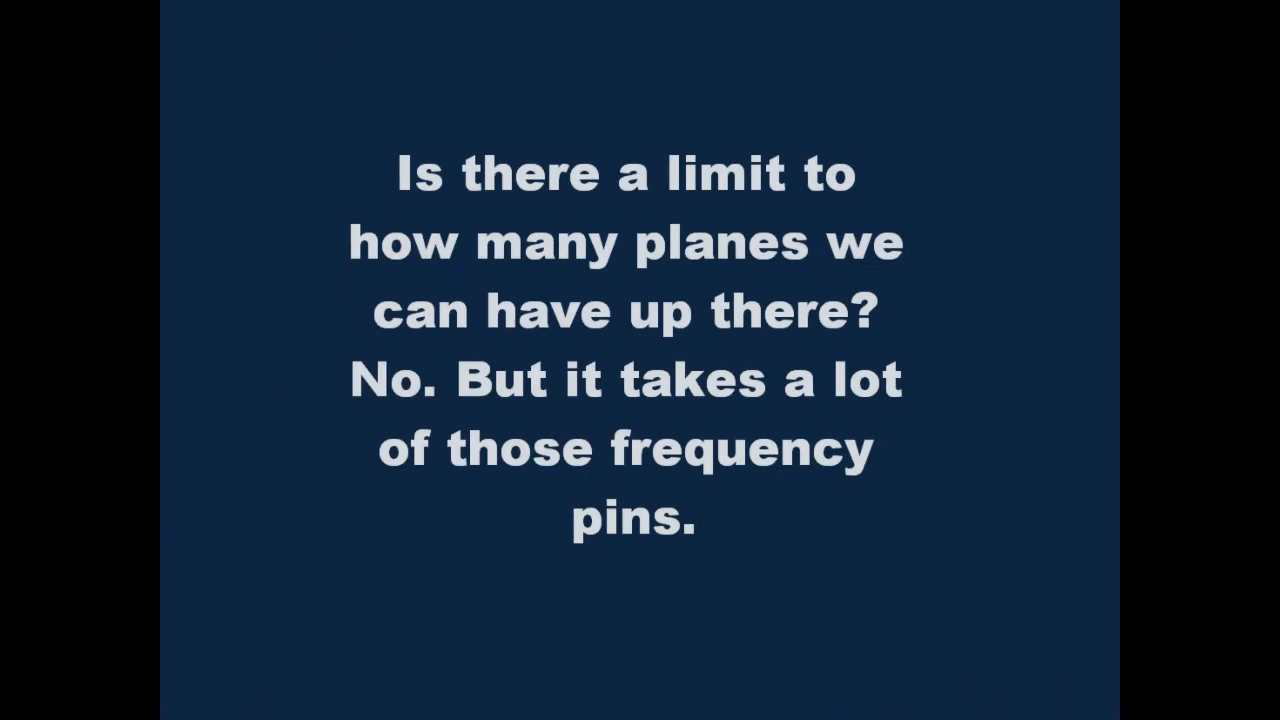 Is there a limit to
how many planes we
can have up there?
No. But it takes a lot
of those frequency
pins.